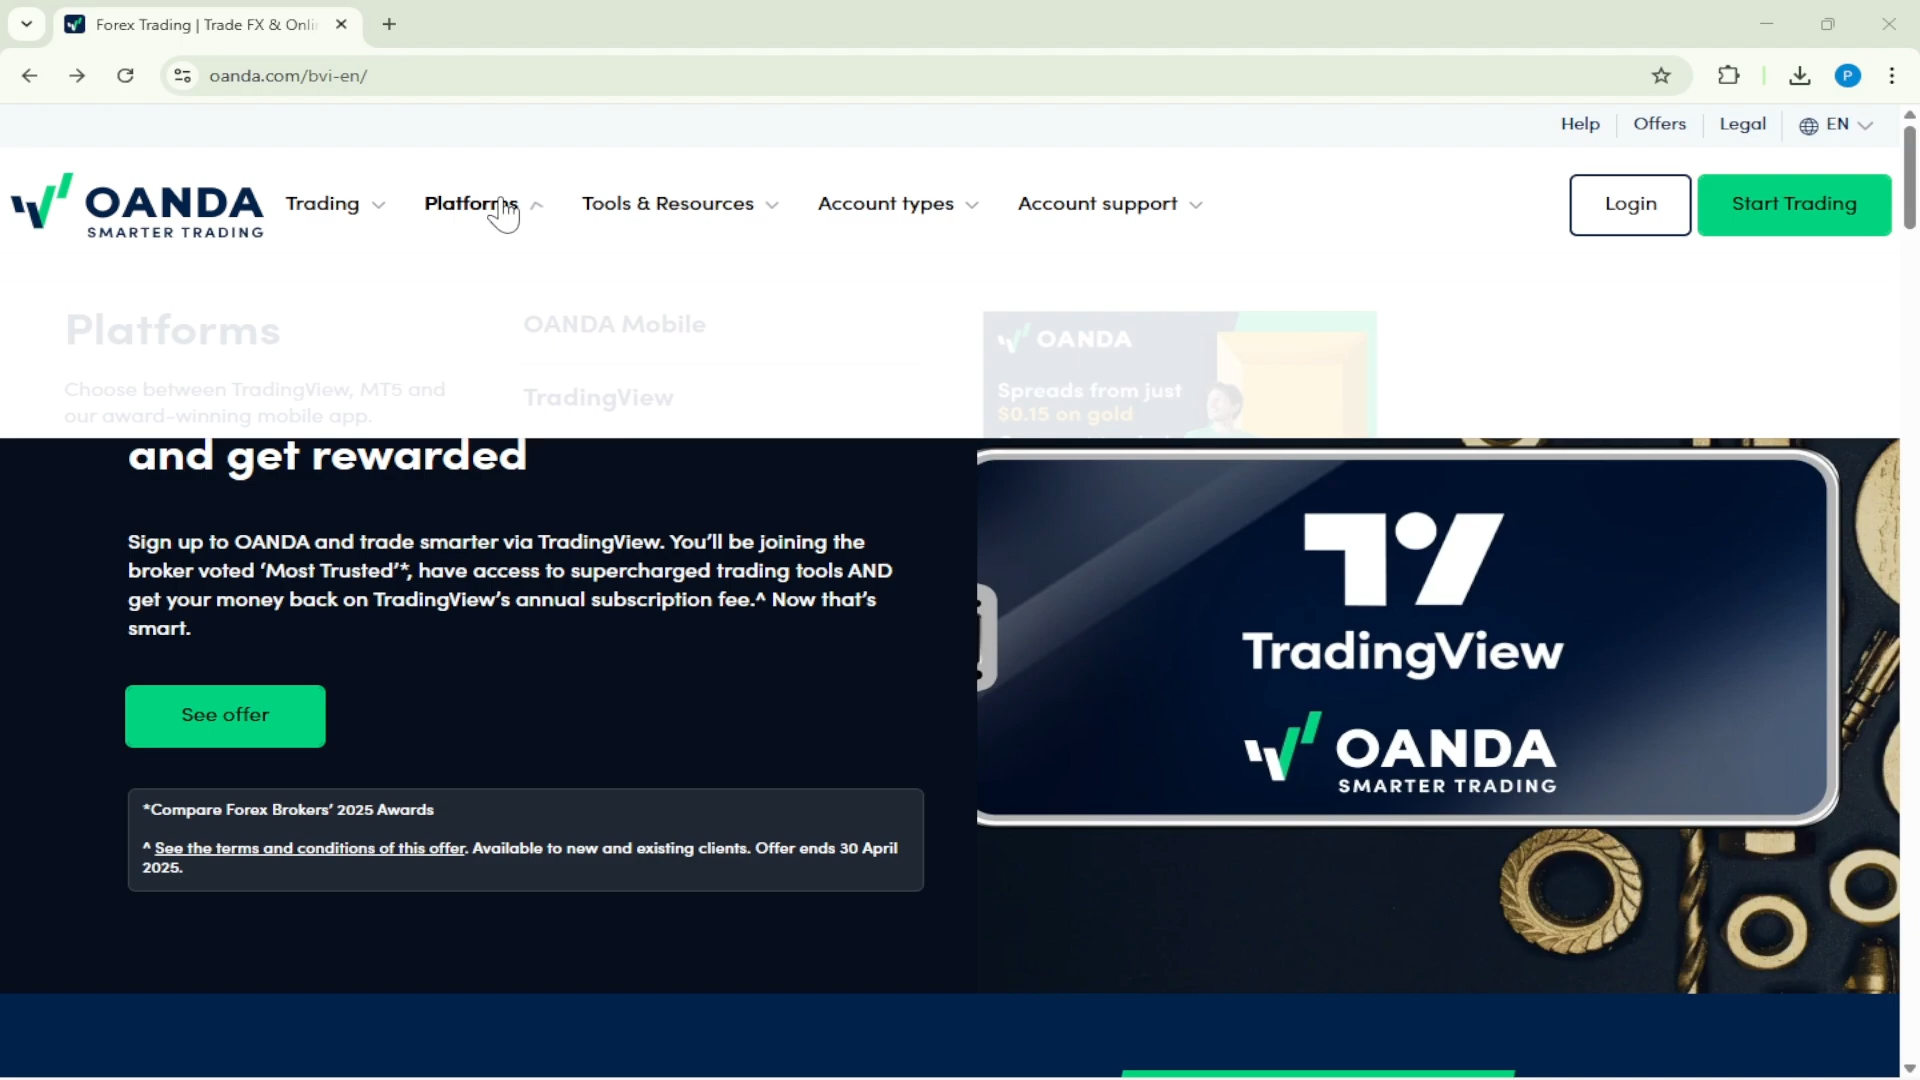 Forex Trading | Trade FX & Onli
oanda.com/bvi-en/
P
Help
Offers
Legal
EN
OANDA
SMARTER TRADING
Trading
Platforms
Tools & Resources
Account types
Account support
Login
Start Trading
Platforms
Choose between TradingView, MT5 and
our award-winning mobile app.
OANDA Mobile
TradingView
OANDA
Spreads from just
$0.15 on gold
and get rewarded
Sign up to OANDA and trade smarter via TradingView. You’ll be joining the
broker voted ‘Most Trusted’*, have access to supercharged trading tools AND
get your money back on TradingView’s annual subscription fee.^ Now that’s
smart.
See offer
*Compare Forex Brokers’ 2025 Awards
^ See the terms and conditions of this offer. Available to new and existing clients. Offer ends 30 April
2025.
TradingView
OANDA
SMARTER TRADING